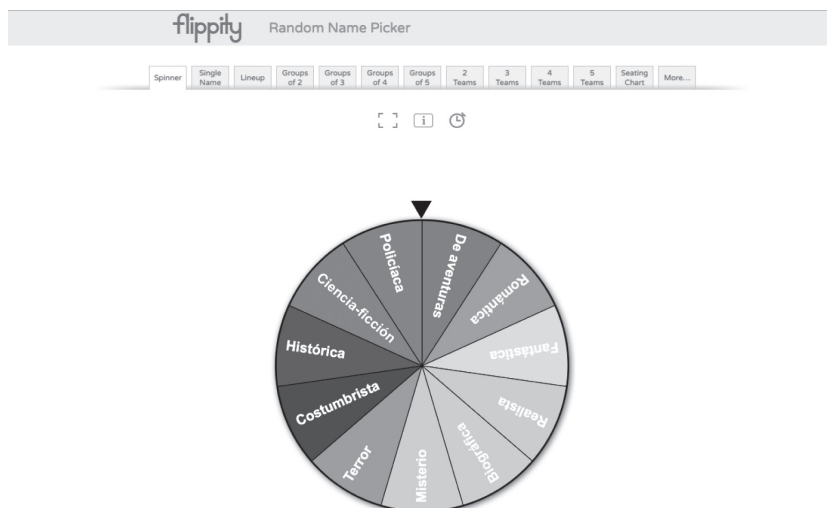 flippity Random Name Picker
Spinner
Single Name
Lineup
Groups of 2
Groups of 3
Groups of 4
Groups of 5
2 Teams
3 Teams
4 Teams
5 Teams
Seating Chart
More...
i
De aventuras
Romántica
Fantástica
Realista
Biográfica
Misterio
Terror
Costumbrista
Histórica
Ciencia-ficción
Policíaca